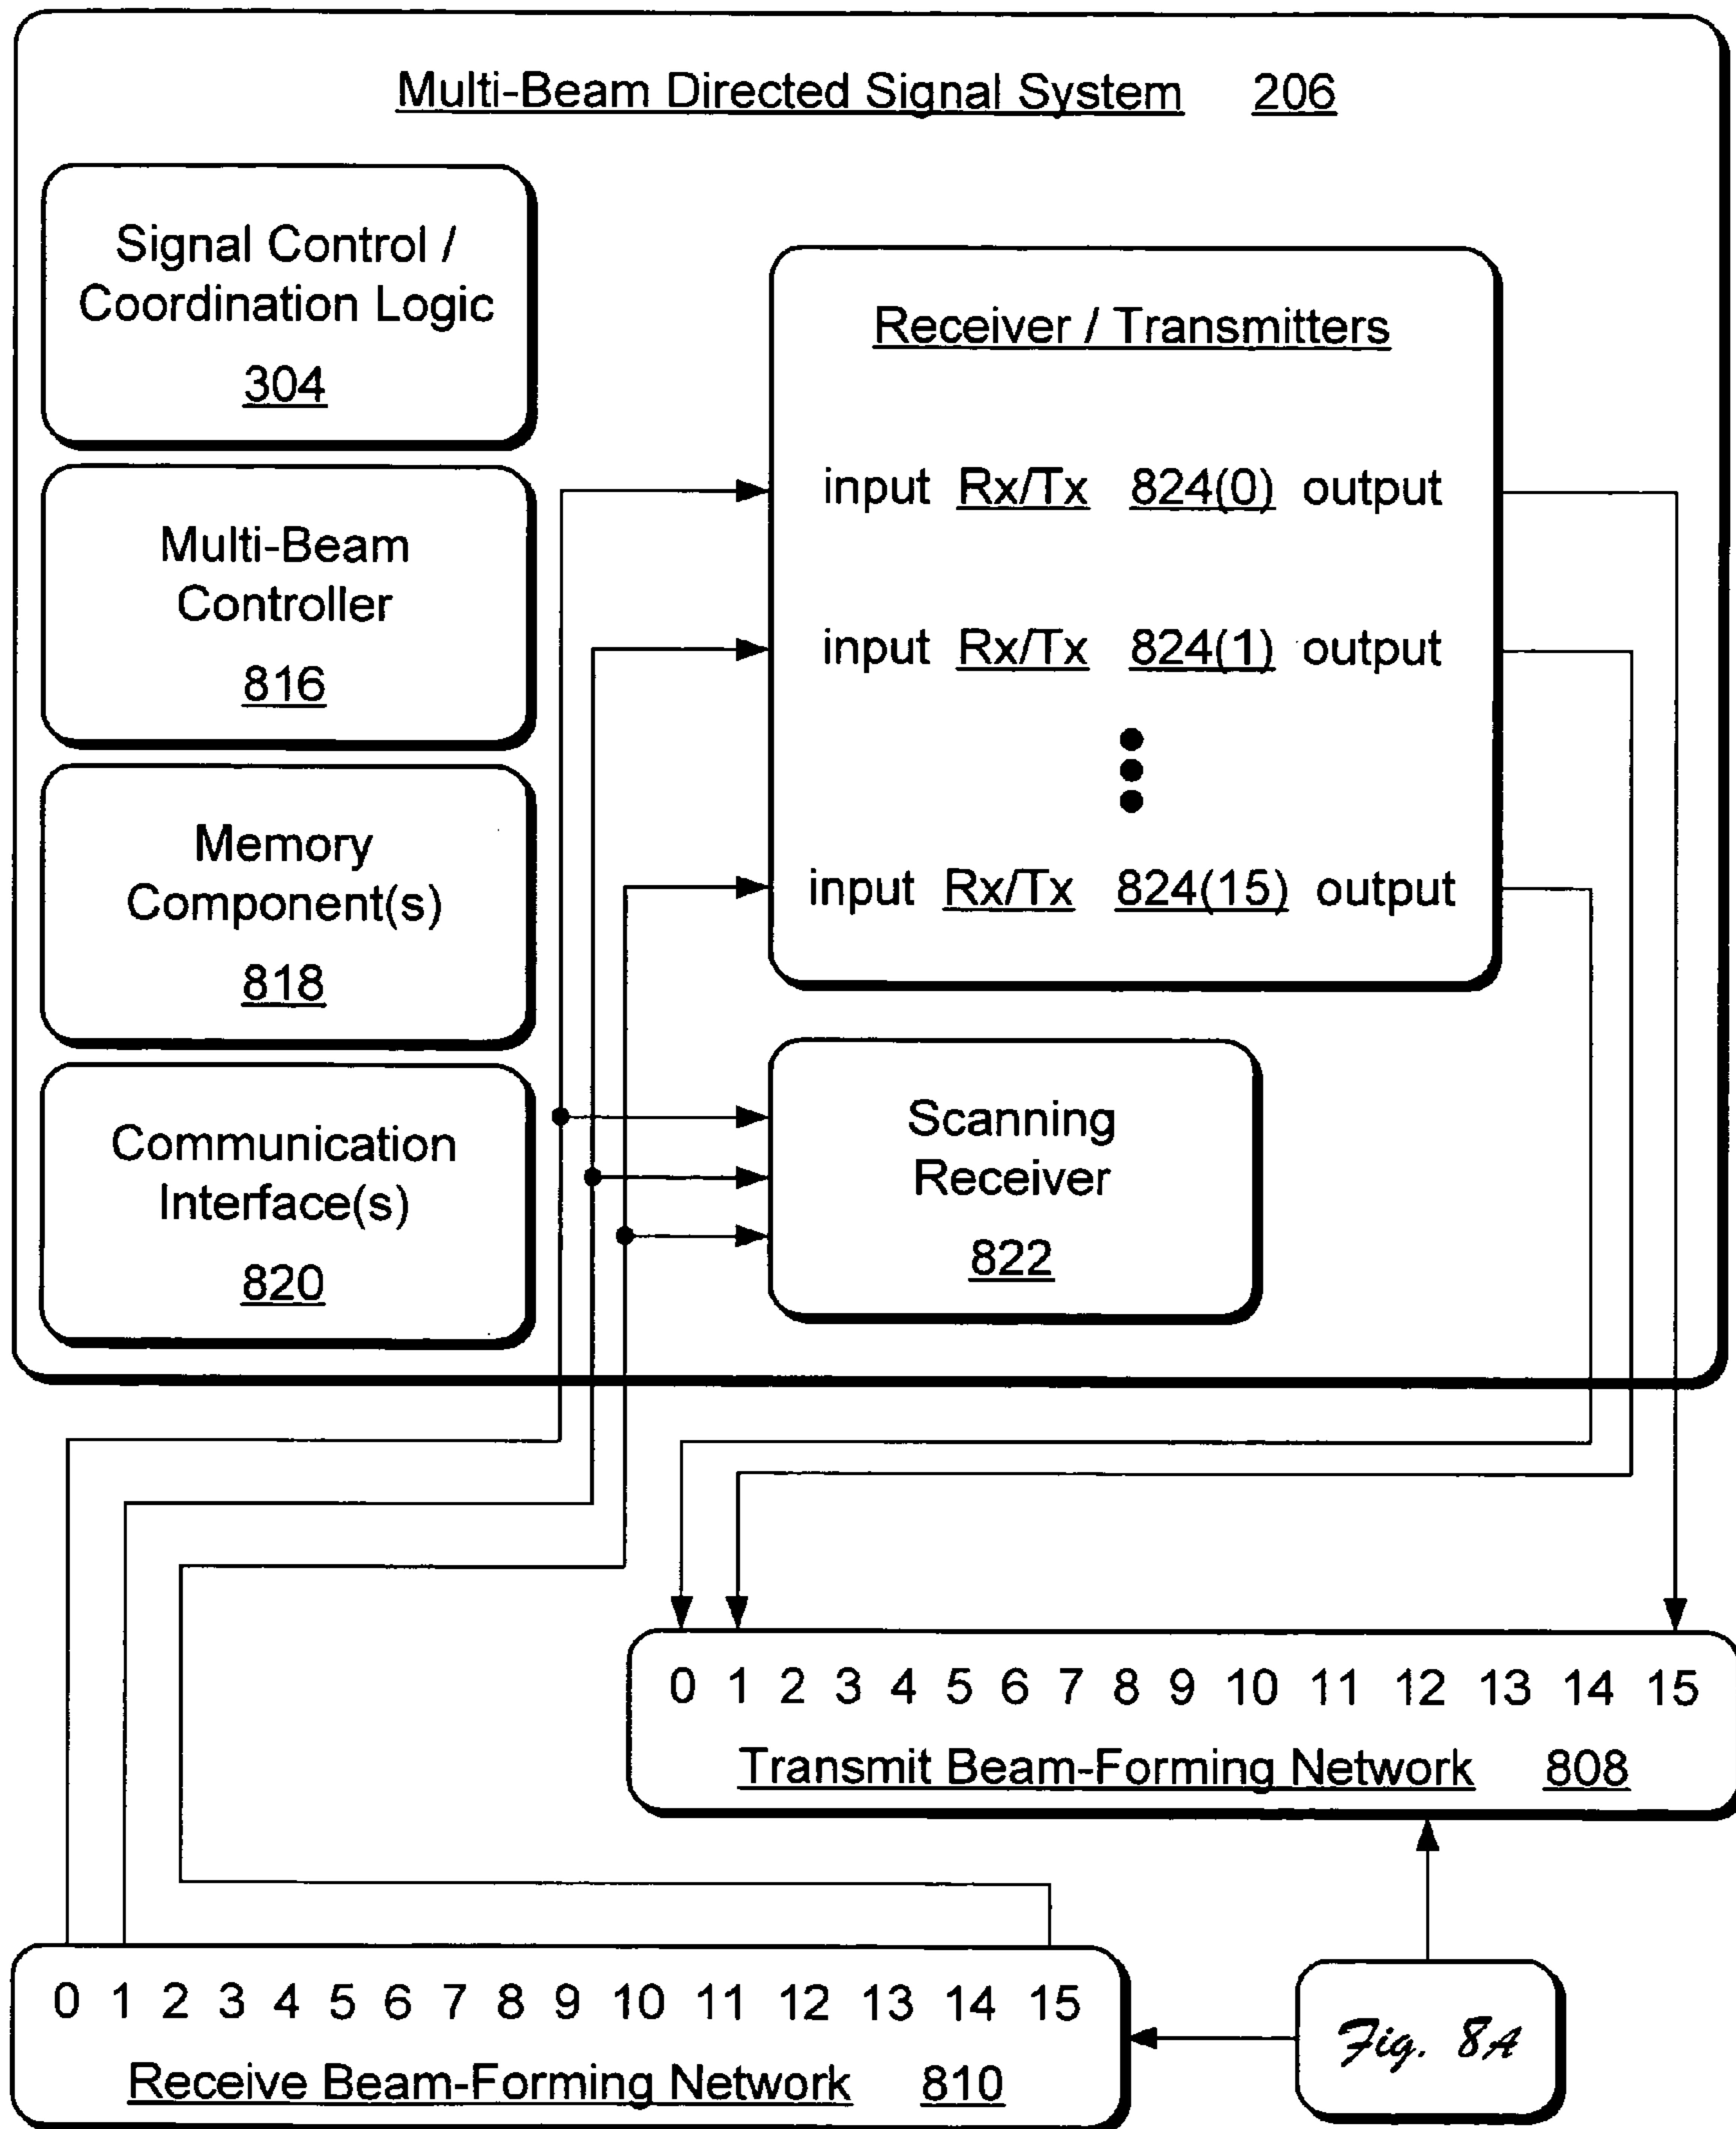 Multi-Beam Directed Signal System 206
Signal Control /
Coordination Logic
304
Multi-Beam
Controller
816
Memory
Component(s)
818
Communication
Interface(s)
820
Receiver / Transmitters
input Rx/Tx 824(0) output
input Rx/Tx 824(1) output
input Rx/Tx 824(15) output
Scanning
Receiver
822
0 1 2 3 4 5 6 7 8 9 10 11 12 13 14 15
Transmit Beam-Forming Network 808
0 1 2 3 4 5 6 7 8 9 10 11 12 13 14 15
Receive Beam-Forming Network 810
Fig. 8A